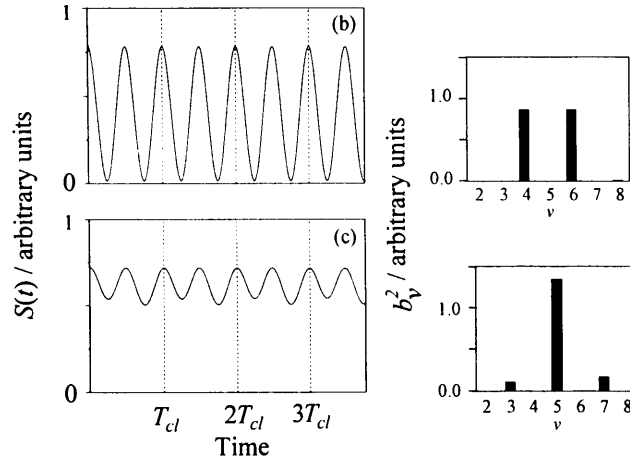 1
(b)
0
1
(c)
0
S(t) / arbitrary units
T_cl 2T_cl 3T_cl
Time
1.0
0.0
2 3 4 5 6 7 8
v
1.0
0.0
2 3 4 5 6 7 8
v
b_v^2 / arbitrary units